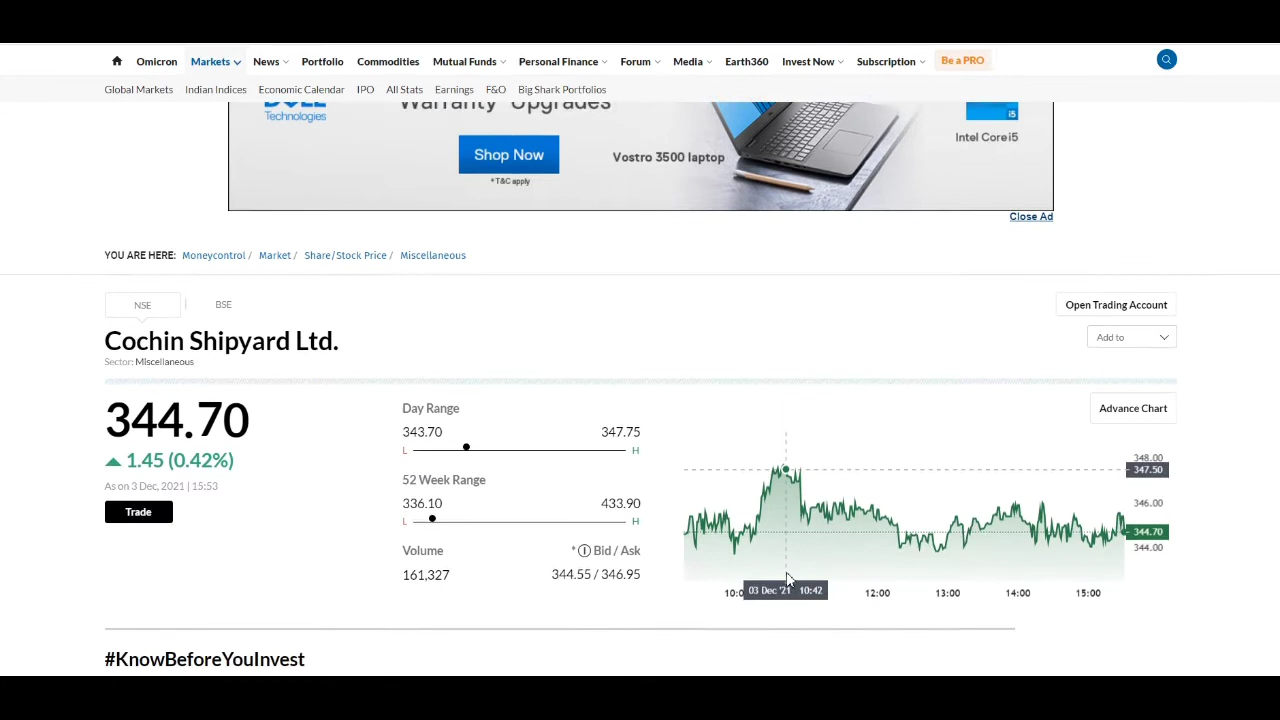 Omicron Markets News Portfolio Commodities Mutual Funds Personal Finance Forum Media Earth360 Invest Now Subscription Be a PRO
Global Markets Indian Indices Economic Calendar IPO All Stats Earnings F&O Big Shark Portfolios
DELL
Technologies
Warranty Upgrades
Shop Now
*T&C apply
Vostro 3500 laptop
i5
Intel Core i5
Close Ad
YOU ARE HERE: Moneycontrol / Market / Share/Stock Price / Miscellaneous
NSE | BSE
Open Trading Account
Cochin Shipyard Ltd.
Add to
Sector: Miscellaneous
344.70
1.45 (0.42%)
As on 3 Dec, 2021 | 15:53
Trade
Day Range
343.70 347.75
L H
52 Week Range
336.10 433.90
L H
Volume * Bid / Ask
161,327 344.55 / 346.95
Advance Chart
348.00
347.50
346.00
344.70
344.00
10:0 03 Dec '21 10:42 12:00 13:00 14:00 15:00
#KnowBeforeYouInvest